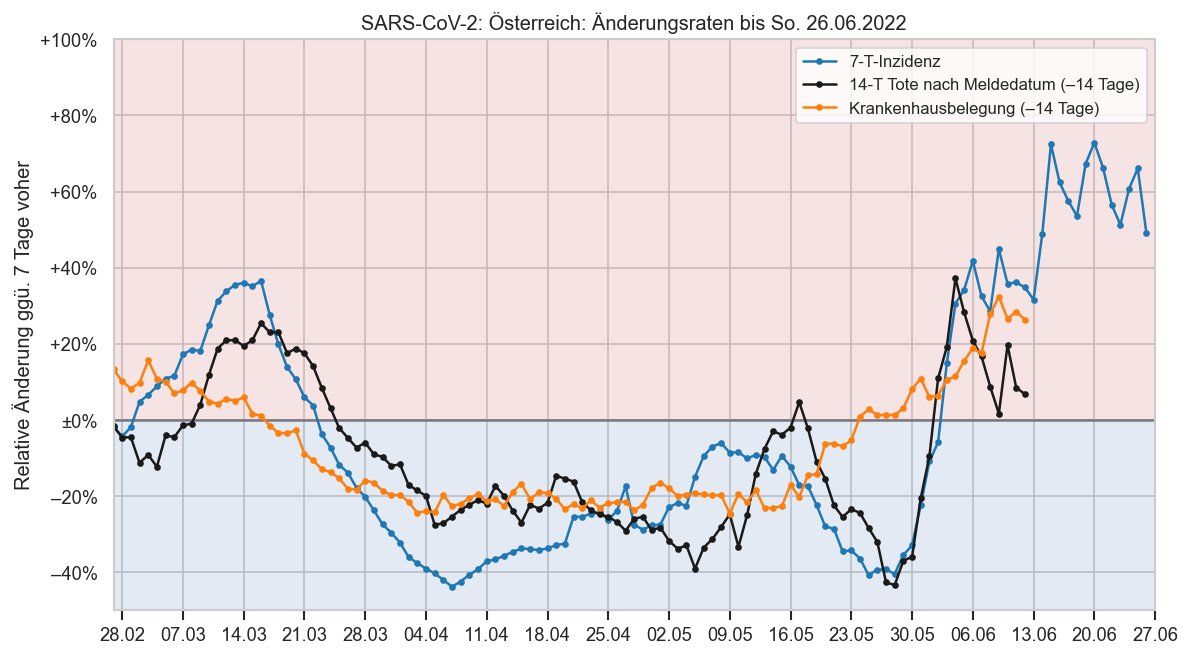 SARS-CoV-2: Österreich: Änderungsraten bis So. 26.06.2022
Relative Änderung ggü. 7 Tage voher
+100%
+80%
+60%
+40%
+20%
±0%
–20%
–40%
7-T-Inzidenz
14-T Tote nach Meldedatum (–14 Tage)
Krankenhausbelegung (–14 Tage)
28.02 07.03 14.03 21.03 28.03 04.04 11.04 18.04 25.04 02.05 09.05 16.05 23.05 30.05 06.06 13.06 20.06 27.06